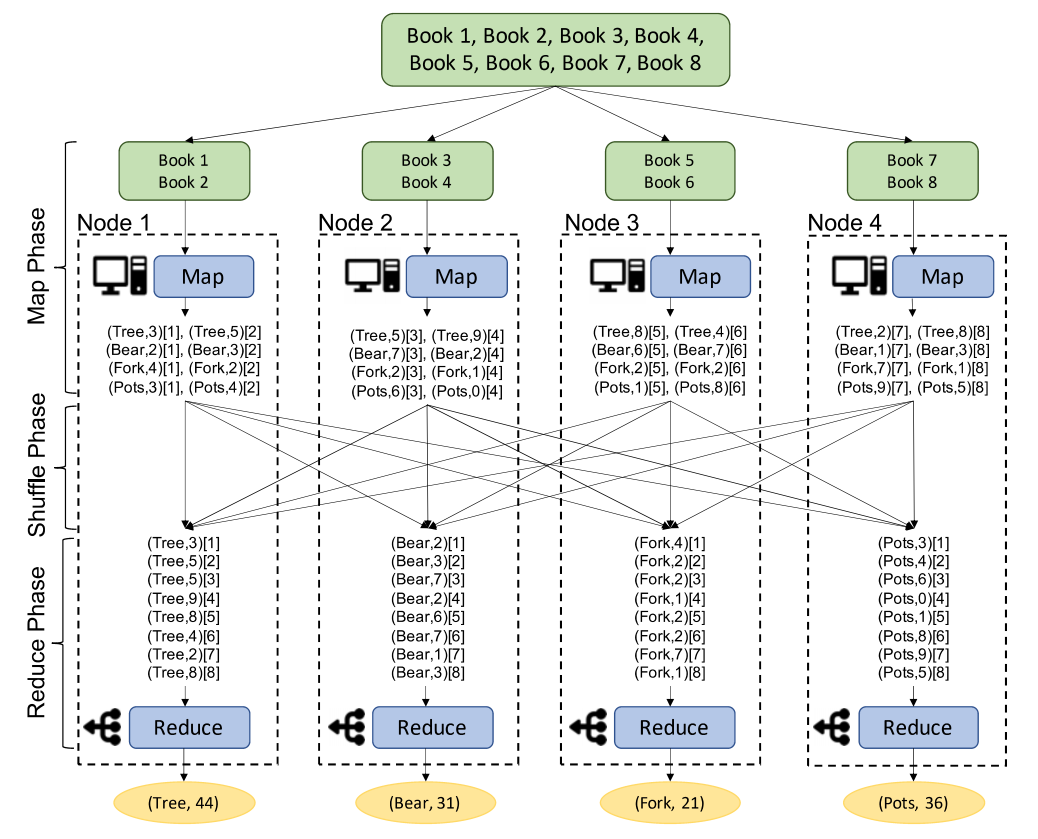 Book 1, Book 2, Book 3, Book 4,
Book 5, Book 6, Book 7, Book 8
Book 1
Book 2
Book 3
Book 4
Book 5
Book 6
Book 7
Book 8
Map Phase
Node 1
Map
(Tree,3)[1], (Tree,5)[2]
(Bear,2)[1], (Bear,3)[2]
(Fork,4)[1], (Fork,2)[2]
(Pots,3)[1], (Pots,4)[2]
Node 2
Map
(Tree,5)[3], (Tree,9)[4]
(Bear,7)[3], (Bear,2)[4]
(Fork,2)[3], (Fork,1)[4]
(Pots,6)[3], (Pots,0)[4]
Node 3
Map
(Tree,8)[5], (Tree,4)[6]
(Bear,6)[5], (Bear,7)[6]
(Fork,2)[5], (Fork,2)[6]
(Pots,1)[5], (Pots,8)[6]
Node 4
Map
(Tree,2)[7], (Tree,8)[8]
(Bear,1)[7], (Bear,3)[8]
(Fork,7)[7], (Fork,1)[8]
(Pots,9)[7], (Pots,5)[8]
Shuffle Phase
Reduce Phase
(Tree,3)[1]
(Tree,5)[2]
(Tree,5)[3]
(Tree,9)[4]
(Tree,8)[5]
(Tree,4)[6]
(Tree,2)[7]
(Tree,8)[8]
Reduce
(Tree, 44)
(Bear,2)[1]
(Bear,3)[2]
(Bear,7)[3]
(Bear,2)[4]
(Bear,6)[5]
(Bear,7)[6]
(Bear,1)[7]
(Bear,3)[8]
Reduce
(Bear, 31)
(Fork,4)[1]
(Fork,2)[2]
(Fork,2)[3]
(Fork,1)[4]
(Fork,2)[5]
(Fork,2)[6]
(Fork,7)[7]
(Fork,1)[8]
Reduce
(Fork, 21)
(Pots,3)[1]
(Pots,4)[2]
(Pots,6)[3]
(Pots,0)[4]
(Pots,1)[5]
(Pots,8)[6]
(Pots,9)[7]
(Pots,5)[8]
Reduce
(Pots, 36)